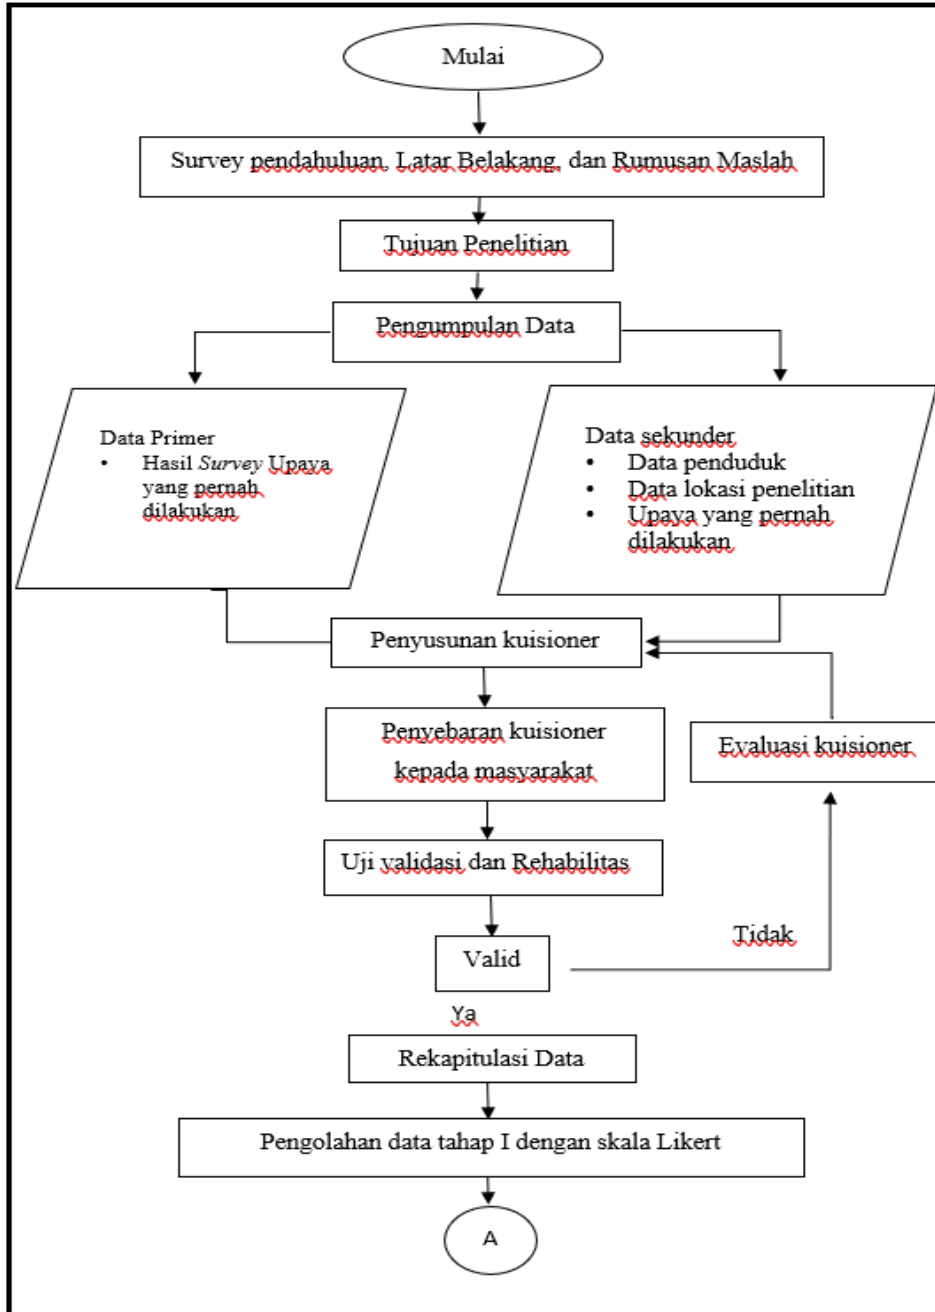 Mulai
Survey pendahuluan, Latar Belakang, dan Rumusan Maslah
Tujuan Penelitian
Pengumpulan Data
Data Primer
• Hasil Survey Upaya
yang pernah
dilakukan
Data sekunder
• Data penduduk
• Data lokasi penelitian
• Upaya yang pernah
dilakukan
Penyusunan kuisioner
Penyebaran kuisioner
kepada masyarakat
Evaluasi kuisioner
Uji validasi dan Rehabilitas
Tidak
Valid
Ya
Rekapitulasi Data
Pengolahan data tahap I dengan skala Likert
A